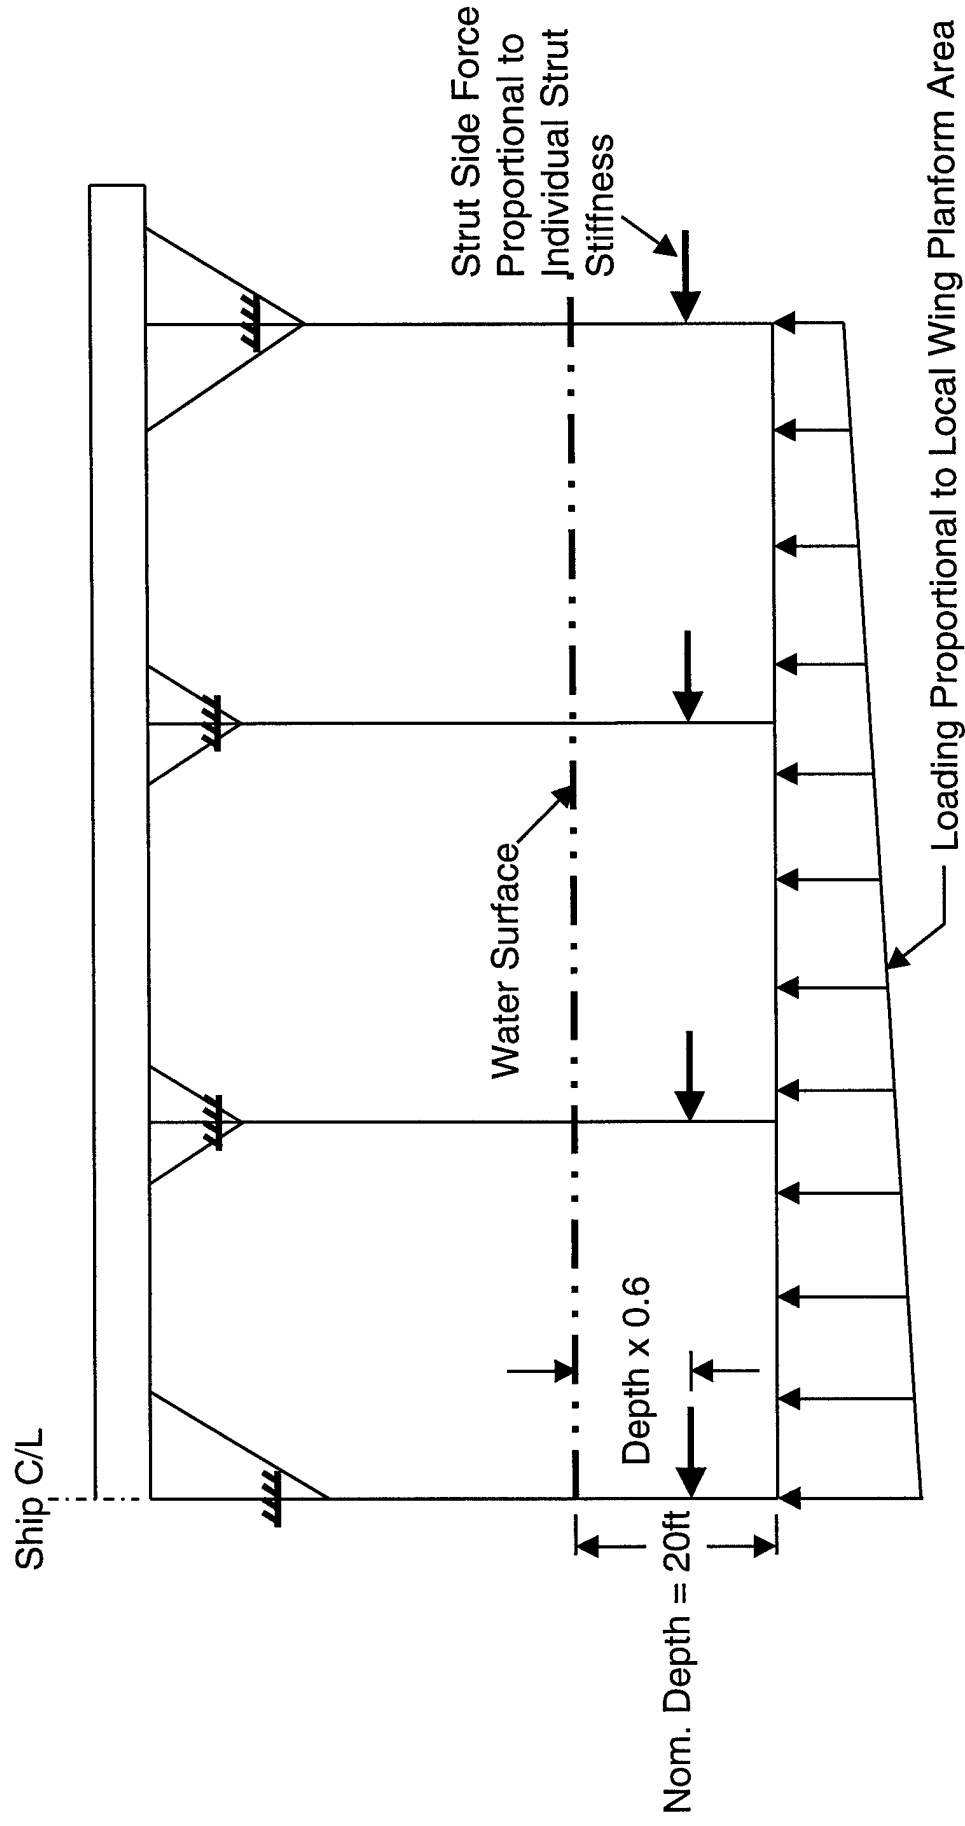 Ship C/L
Strut Side Force
Proportional to
Individual Strut
Stiffness
Water Surface
Depth x 0.6
Nom. Depth = 20ft
Loading Proportional to Local Wing Planform Area